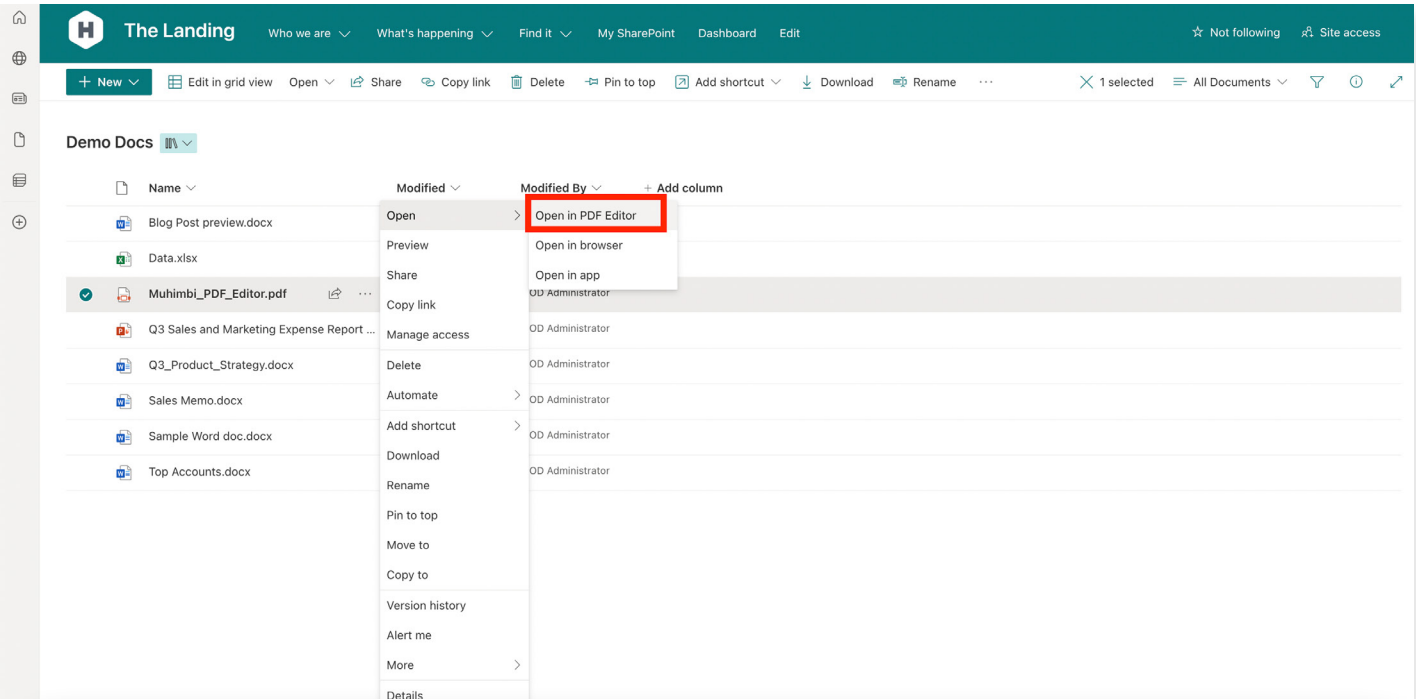 H The Landing Who we are What's happening Find it My SharePoint Dashboard Edit Not following Site access
+ New Edit in grid view Open Share Copy link Delete Pin to top Add shortcut Download Rename ... 1 selected All Documents
Demo Docs
Name Modified Modified By + Add column
Blog Post preview.docx
Data.xlsx
Muhimbi_PDF_Editor.pdf ... OD Administrator
Q3 Sales and Marketing Expense Report ... OD Administrator
Q3_Product_Strategy.docx OD Administrator
Sales Memo.docx OD Administrator
Sample Word doc.docx OD Administrator
Top Accounts.docx OD Administrator
Open
Preview
Share
Copy link
Manage access
Delete
Automate
Add shortcut
Download
Rename
Pin to top
Move to
Copy to
Version history
Alert me
More
Details
Open in PDF Editor
Open in browser
Open in app